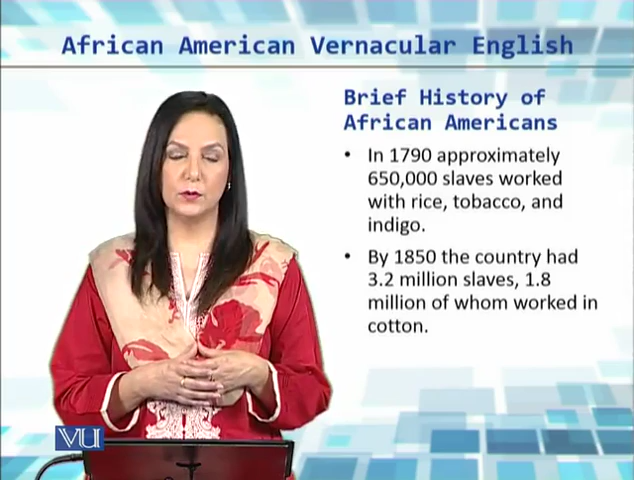 African American Vernacular English
Brief History of
African Americans
• In 1790 approximately
650,000 slaves worked
with rice, tobacco, and
indigo.
• By 1850 the country had
3.2 million slaves, 1.8
million of whom worked in
cotton.
VU